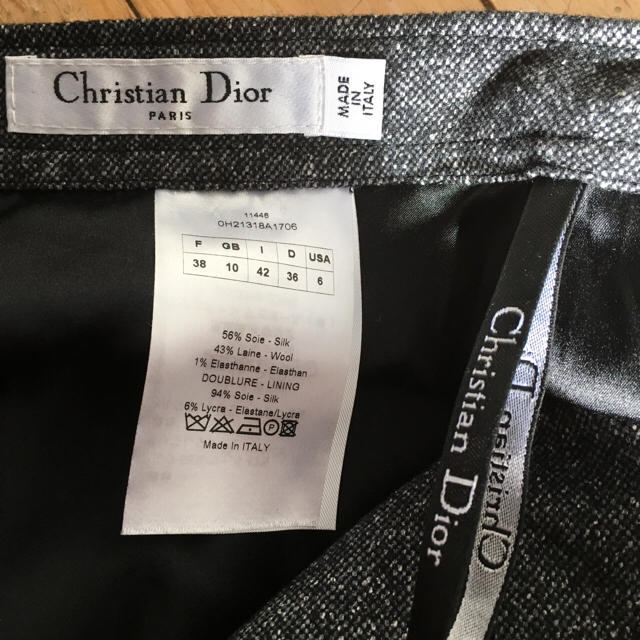 Christian Dior
PARIS
MADE
IN
ITALY
11446
0H21318A1706
F GB I D USA
38 10 42 36 6
56% Soie - Silk
43% Laine - Wool
1% Elasthanne - Elasthan
DOUBLURE - LINING
94% Soie - Silk
6% Lycra - Elastane/Lycra
Made In ITALY
Christian Dior
Christian D